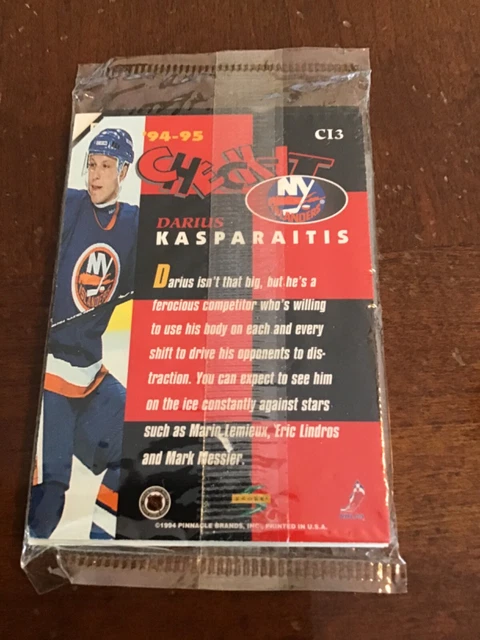 '94-95
CI3
CHECK IT
NY
ISLANDERS
DARIUS
KASPARAITIS
Darius isn't that big, but he's a
ferocious competitor who's willing
to use his body on each and every
shift to drive his opponents to dis-
traction. You can expect to see him
on the ice constantly against stars
such as Mario Lemieux, Eric Lindros
and Mark Messier.
NY
SCORE
©1994 PINNACLE BRANDS, INC. PRINTED IN U.S.A.